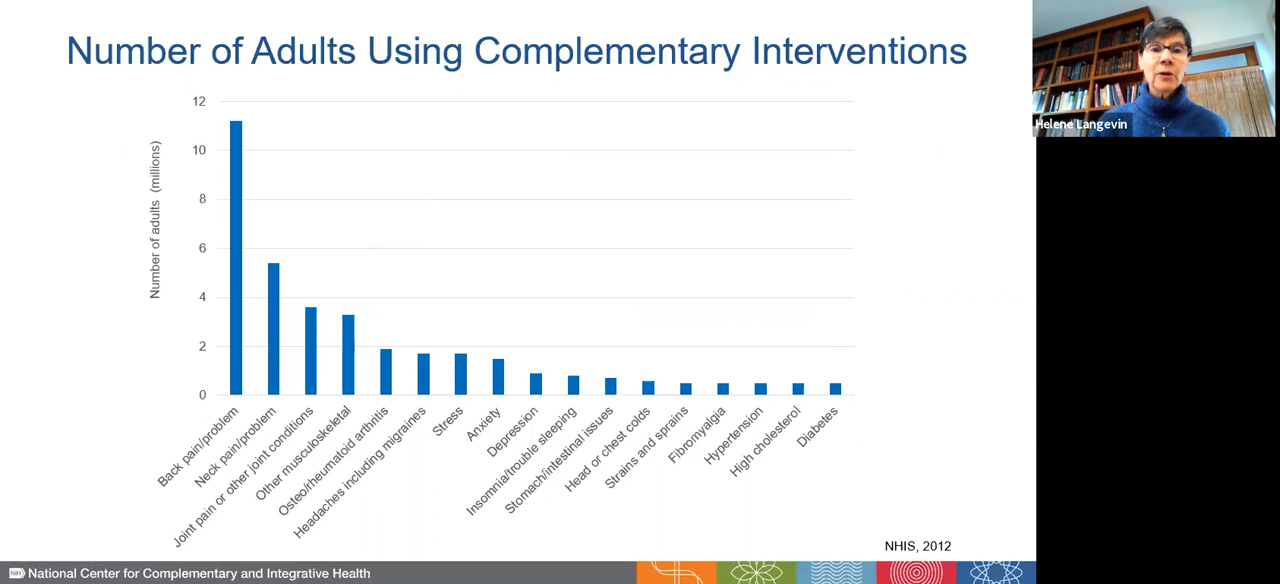 Number of Adults Using Complementary Interventions
Helene Langevin
Number of adults (millions)
12
10
8
6
4
2
0
Back pain/problem
Neck pain/problem
Joint pain or other joint conditions
Other musculoskeletal
Osteo/rheumatoid arthritis
Headaches including migraines
Stress
Anxiety
Depression
Insomnia/trouble sleeping
Stomach/intestinal issues
Head or chest colds
Strains and sprains
Fibromyalgia
Hypertension
High cholesterol
Diabetes
NHIS, 2012
NIH National Center for Complementary and Integrative Health